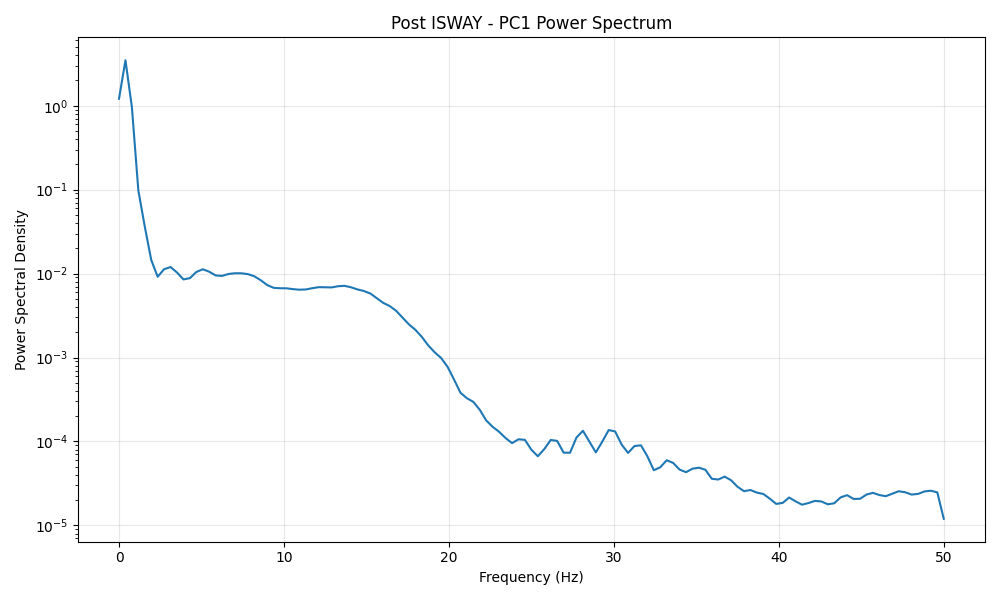 Post ISWAY - PC1 Power Spectrum
Power Spectral Density
10⁰
10⁻¹
10⁻²
10⁻³
10⁻⁴
10⁻⁵
0 10 20 30 40 50
Frequency (Hz)